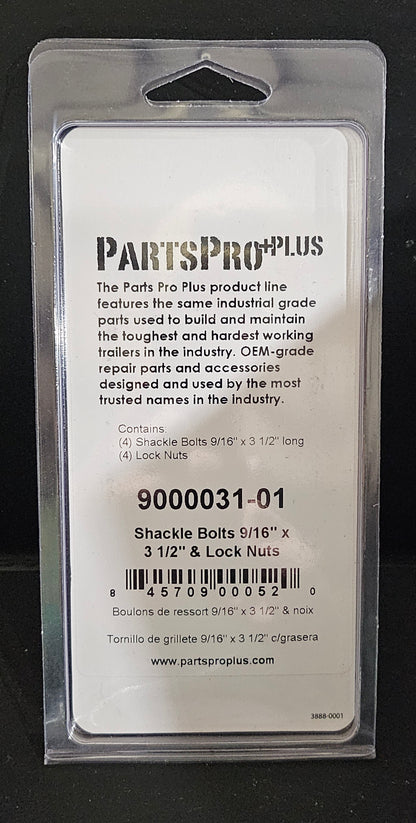 PARTSPRO+PLUS
The Parts Pro Plus product line
features the same industrial grade
parts used to build and maintain
the toughest and hardest working
trailers in the industry. OEM-grade
repair parts and accessories
designed and used by the most
trusted names in the industry.
Contains:
(4) Shackle Bolts 9/16" x 3 1/2" long
(4) Lock Nuts
9000031-01
Shackle Bolts 9/16" x
3 1/2" & Lock Nuts
8 45709 00052 0
Boulons de ressort 9/16" x 3 1/2" & noix
Tornillo de grillete 9/16" x 3 1/2" c/grasera
www.partsproplus.com
3888-0001